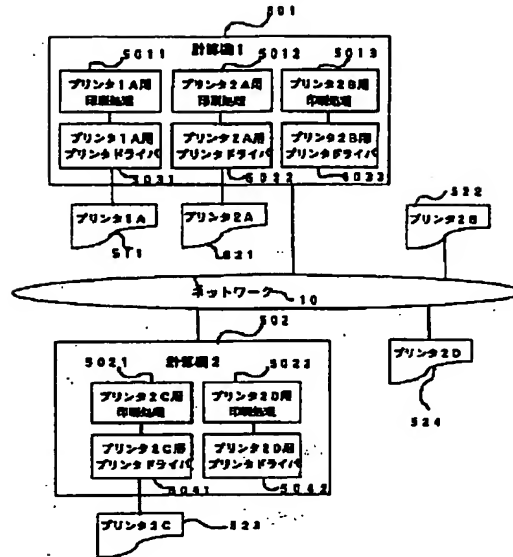 501
計算機1
5011
5012
5013
プリンタ1A用
印刷処理
プリンタ2A用
印刷処理
プリンタ2B用
印刷処理
プリンタ1A用
プリンタドライバ
プリンタ2A用
プリンタドライバ
プリンタ2B用
プリンタドライバ
5031
5032
5033
プリンタ1A
プリンタ2A
511
521
522
プリンタ2B
ネットワーク
10
502
計算機2
5021
5022
プリンタ2C用
印刷処理
プリンタ2D用
印刷処理
プリンタ2C用
プリンタドライバ
プリンタ2D用
プリンタドライバ
5041
5042
プリンタ2C
523
プリンタ2D
524